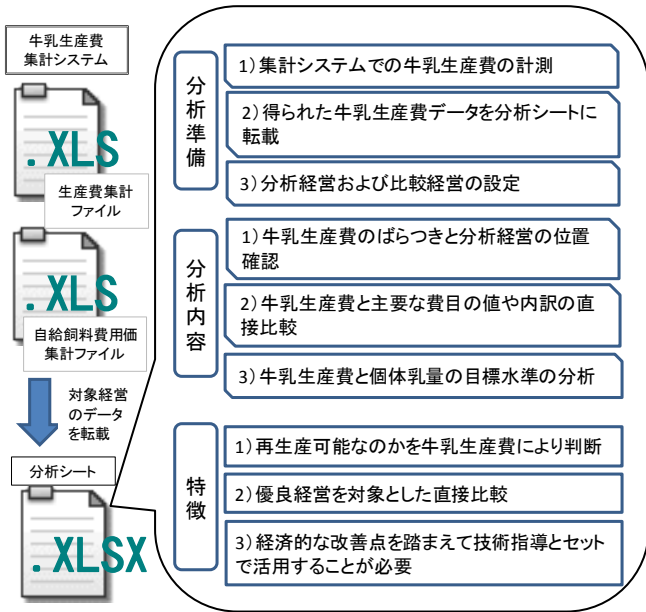 牛乳生産費
集計システム
.XLS
生産費集計
ファイル
.XLS
自給飼料費用価
集計ファイル
対象経営
のデータ
を転載
分析シート
.XLSX
分析準備
1)集計システムでの牛乳生産費の計測
2)得られた牛乳生産費データを分析シートに
転載
3)分析経営および比較経営の設定
分析内容
1)牛乳生産費のばらつきと分析経営の位置
確認
2)牛乳生産費と主要な費目の値や内訳の直
接比較
3)牛乳生産費と個体乳量の目標水準の分析
特徴
1)再生産可能なのかを牛乳生産費により判断
2)優良経営を対象とした直接比較
3)経済的な改善点を踏まえて技術指導とセット
で活用することが必要